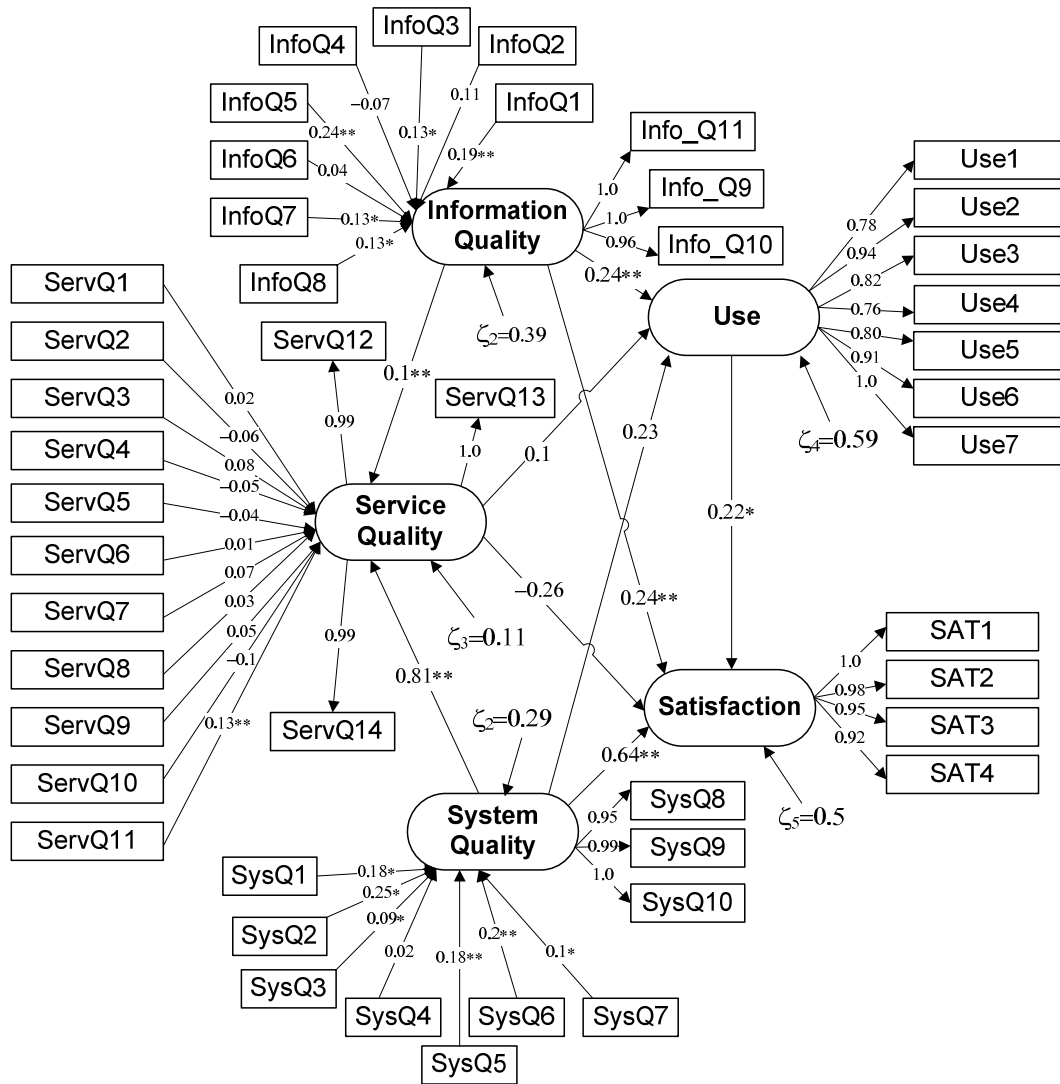 InfoQ3
InfoQ4
InfoQ2
InfoQ5
InfoQ1
InfoQ6
InfoQ7
InfoQ8
−0.07
0.11
0.24**
0.13*
0.19**
0.04
0.13*
0.13*
Information
Quality
Info_Q11
Info_Q9
Info_Q10
1.0
1.0
0.96
0.24**
ζ2=0.39
Use
Use1
Use2
Use3
Use4
Use5
Use6
Use7
0.78
0.94
0.82
0.76
0.80
0.91
1.0
ζ4=0.59
ServQ1
ServQ2
ServQ3
ServQ4
ServQ5
ServQ6
ServQ7
ServQ8
ServQ9
ServQ10
ServQ11
0.02
−0.06
0.08
−0.05
−0.04
0.01
0.07
0.03
0.05
−0.1
0.13**
ServQ12
ServQ13
0.1**
0.99
1.0
Service
Quality
0.99
ServQ14
ζ3=0.11
0.1
0.23
0.22*
−0.26
0.24**
0.81**
ζ2=0.29
0.64**
Satisfaction
SAT1
SAT2
SAT3
SAT4
1.0
0.98
0.95
0.92
ζ5=0.5
System
Quality
SysQ8
SysQ9
SysQ10
0.95
0.99
1.0
SysQ1
SysQ2
SysQ3
SysQ4
SysQ5
SysQ6
SysQ7
0.18*
0.25*
0.09*
0.02
0.18**
0.2**
0.1*